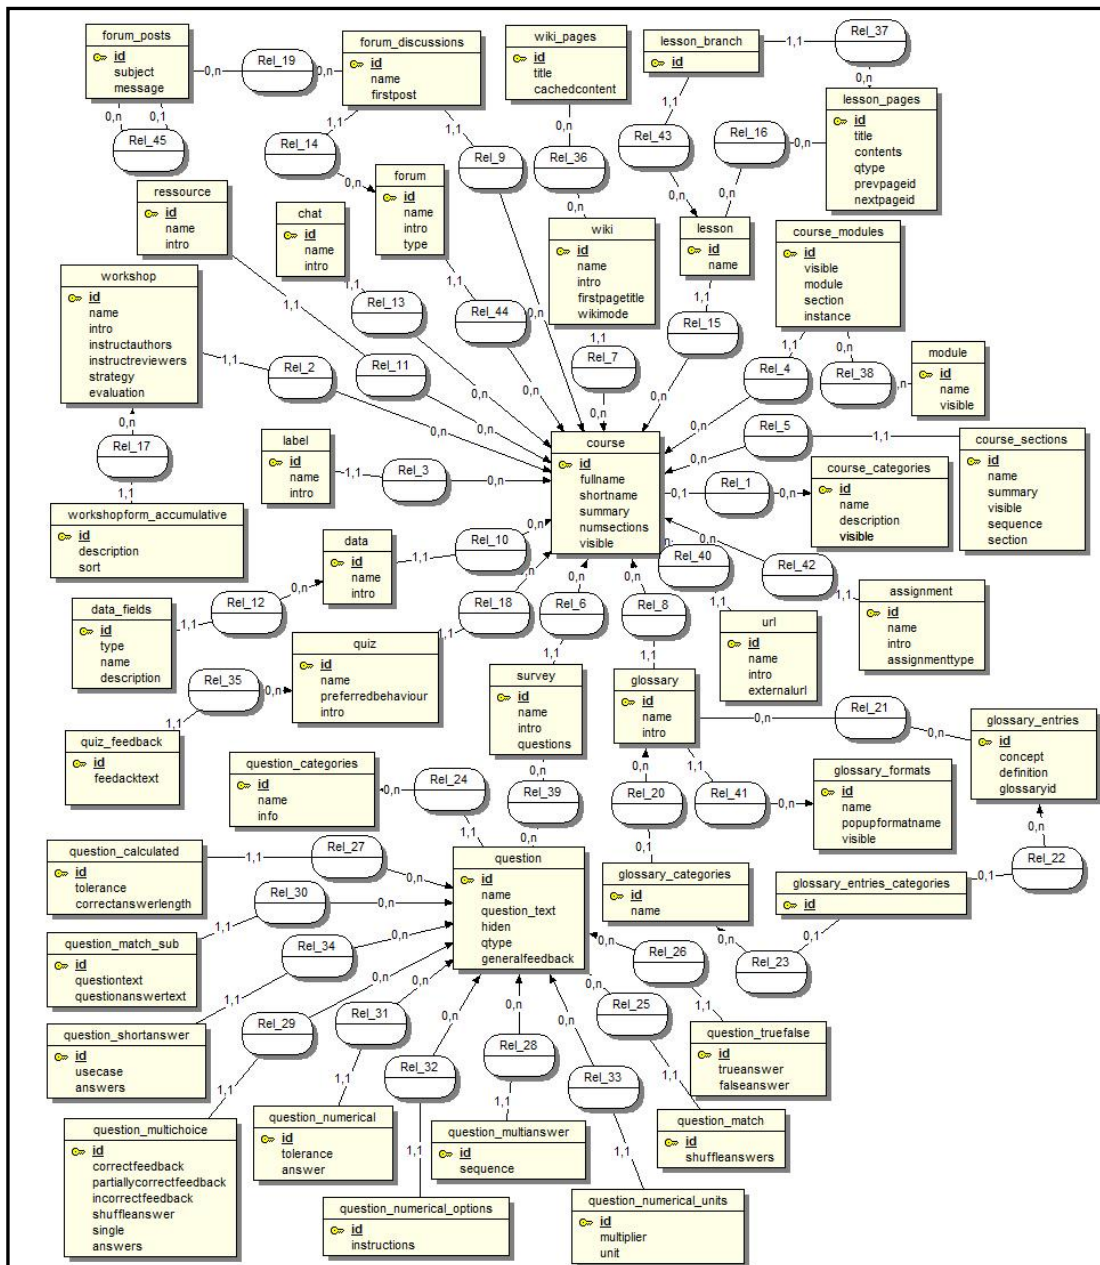 forum_posts
id
subject
message
0,n
Rel_19
0,n
forum_discussions
id
name
firstpost
wiki_pages
id
title
cachedcontent
lesson_branch
id
1,1
Rel_37
0,n
lesson_pages
id
title
contents
qtype
prevpageid
nextpageid
0,n
0,1
Rel_45
1,1
Rel_14
0,n
1,1
Rel_9
0,n
0,n
Rel_36
0,n
1,1
Rel_43
0,n
Rel_16
0,n
0,n
ressource
id
name
intro
chat
id
name
intro
forum
id
name
intro
type
wiki
id
name
intro
firstpagetitle
wikimode
lesson
id
name
course_modules
id
visible
module
section
instance
workshop
id
name
intro
instructauthors
instructreviewers
strategy
evaluation
1,1
Rel_13
0,n
1,1
Rel_44
0,n
1,1
Rel_11
0,n
1,1
Rel_2
0,n
1,1
Rel_7
0,n
1,1
Rel_15
0,n
1,1
Rel_4
0,n
0,n
Rel_38
0,n
module
id
name
visible
0,n
Rel_17
1,1
workshopform_accumulative
id
description
sort
label
id
name
intro
1,1
Rel_3
0,n
course
id
fullname
shortname
summary
numsections
visible
0,n
Rel_5
1,1
course_sections
id
name
summary
visible
sequence
section
0,1
Rel_1
0,n
course_categories
id
name
description
visible
data
id
name
intro
1,1
Rel_10
0,n
data_fields
id
type
name
description
1,1
Rel_12
0,n
1,1
Rel_18
0,n
0,n
Rel_6
1,1
0,n
Rel_8
1,1
0,n
Rel_40
1,1
0,n
Rel_42
1,1
assignment
id
name
intro
assignmenttype
url
id
name
intro
externalurl
quiz
id
name
preferredbehaviour
intro
1,1
Rel_35
0,n
quiz_feedback
id
feedacktext
survey
id
name
intro
questions
glossary
id
name
intro
0,n
Rel_21
0,n
glossary_entries
id
concept
definition
glossaryid
question_categories
id
name
info
0,n
Rel_24
1,1
0,n
Rel_39
0,n
0,n
Rel_20
0,1
1,1
Rel_41
0,n
glossary_formats
id
name
popupformatname
visible
0,n
Rel_22
0,1
question_calculated
id
tolerance
correctanswerlength
1,1
Rel_27
0,n
question
id
name
question_text
hiden
qtype
generalfeedback
glossary_categories
id
name
glossary_entries_categories
id
0,n
Rel_23
0,1
question_match_sub
id
questiontext
questionanswertext
1,1
Rel_30
0,n
question_shortanswer
id
usecase
answers
1,1
Rel_34
0,n
1,1
Rel_29
0,n
1,1
Rel_31
0,n
1,1
Rel_32
0,n
1,1
Rel_28
0,n
1,1
Rel_33
0,n
1,1
Rel_25
0,n
1,1
Rel_26
0,n
question_truefalse
id
trueanswer
falseanswer
question_multichoice
id
correctfeedback
partiallycorrectfeedback
incorrectfeedback
shuffleanswer
single
answers
question_numerical
id
tolerance
answer
question_multianswer
id
sequence
question_match
id
shuffleanswers
question_numerical_options
id
instructions
question_numerical_units
id
multiplier
unit